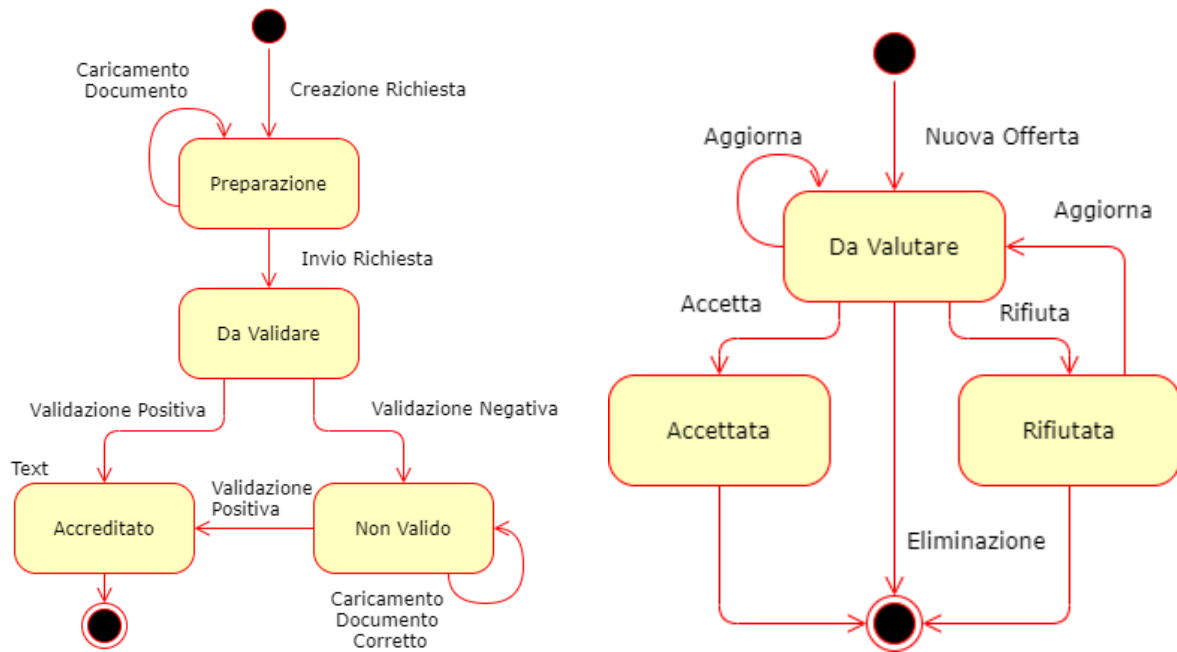 Caricamento
Documento
Creazione Richiesta
Preparazione
Invio Richiesta
Da Validare
Validazione Positiva
Validazione Negativa
Text
Accreditato
Validazione
Positiva
Non Valido
Caricamento
Documento
Corretto
Nuova Offerta
Aggiorna
Da Valutare
Aggiorna
Accetta
Rifiuta
Accettata
Rifiutata
Eliminazione